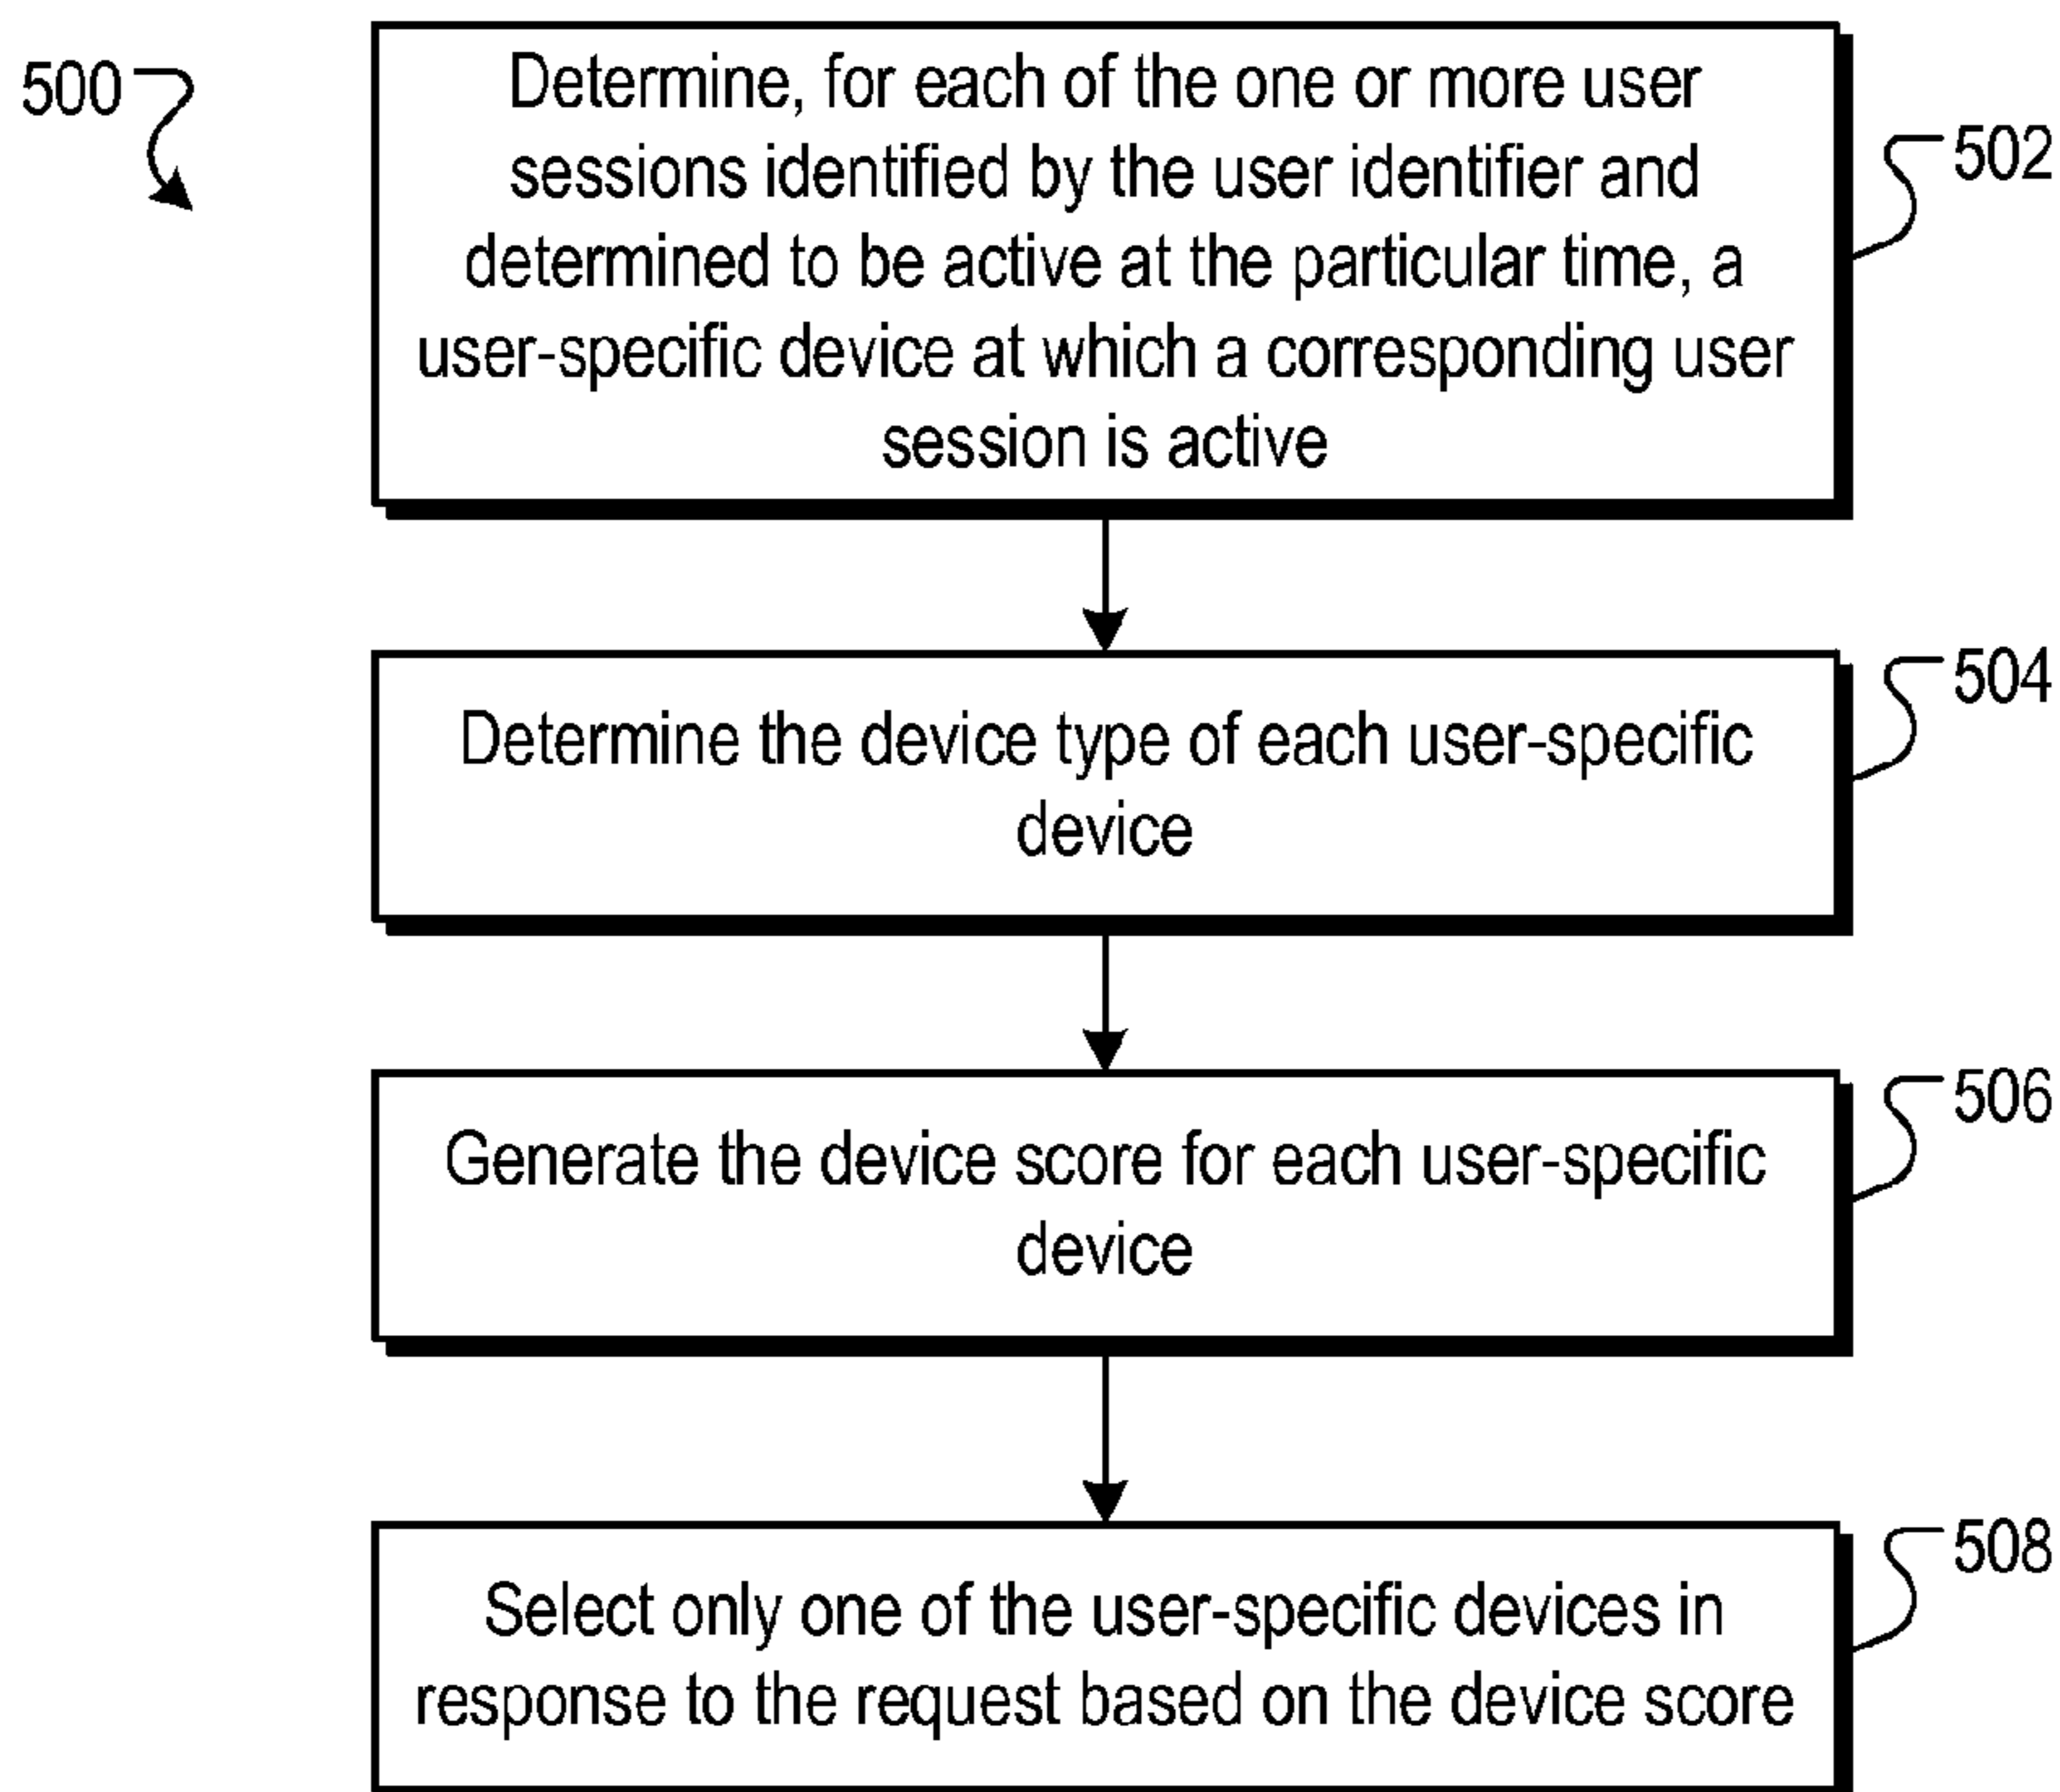 500
Determine, for each of the one or more user
sessions identified by the user identifier and
determined to be active at the particular time, a
user-specific device at which a corresponding user
session is active
502
Determine the device type of each user-specific
device
504
Generate the device score for each user-specific
device
506
Select only one of the user-specific devices in
response to the request based on the device score
508